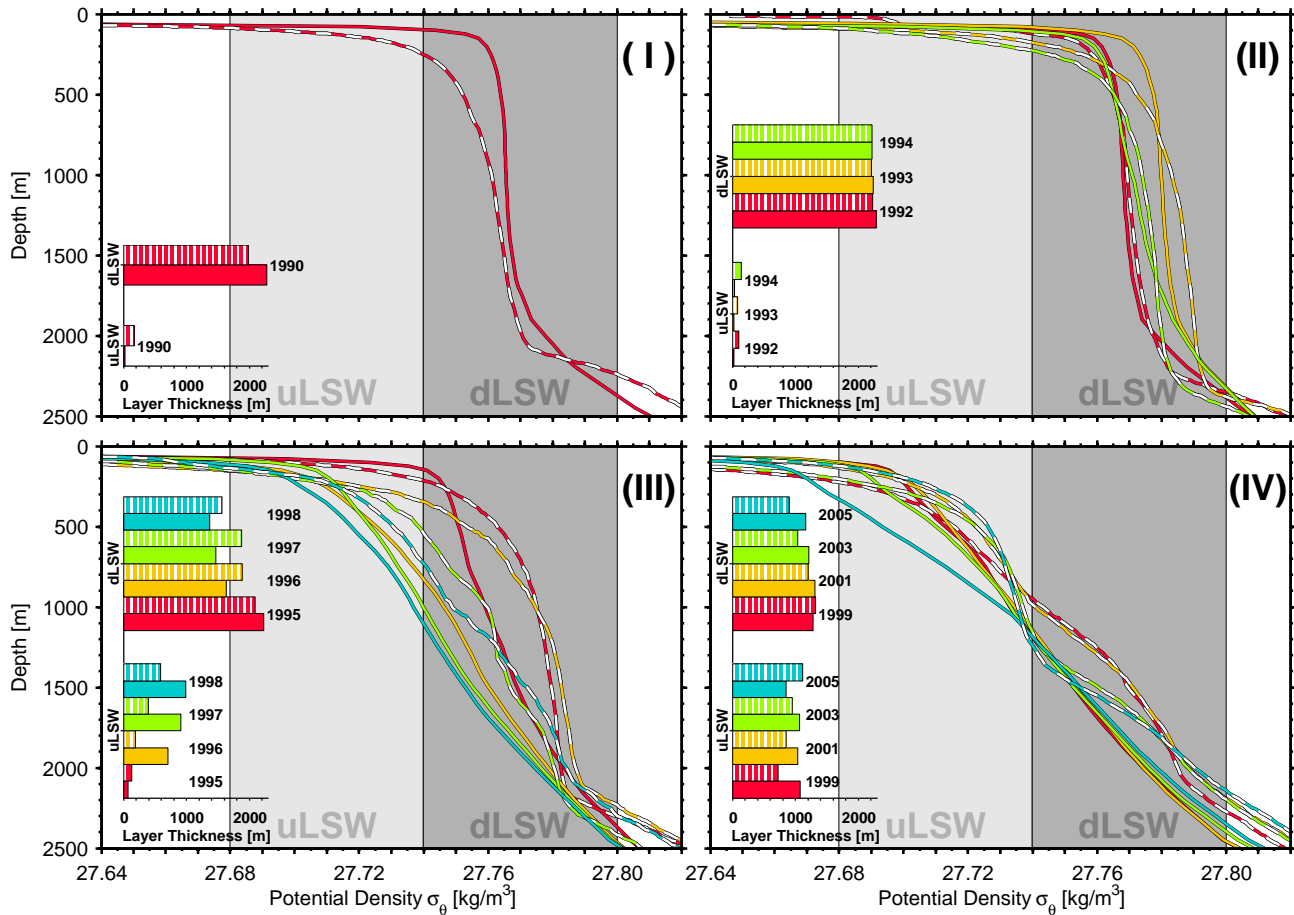 0
500
1000
1500
2000
2500
Depth [m]
(I)
dLSW
1990
uLSW
1990
0 1000 2000
Layer Thickness [m]
uLSW
dLSW
(II)
dLSW
1994
1993
1992
uLSW
1994
1993
1992
0 1000 2000
Layer Thickness [m]
uLSW
dLSW
0
500
1000
1500
2000
2500
Depth [m]
(III)
dLSW
1998
1997
1996
1995
uLSW
1998
1997
1996
1995
0 1000 2000
Layer Thickness [m]
uLSW
dLSW
27.64 27.68 27.72 27.76 27.80
Potential Density σθ [kg/m³]
(IV)
dLSW
2005
2003
2001
1999
uLSW
2005
2003
2001
1999
0 1000 2000
Layer Thickness [m]
uLSW
dLSW
27.68 27.72 27.76 27.80
Potential Density σθ [kg/m³]